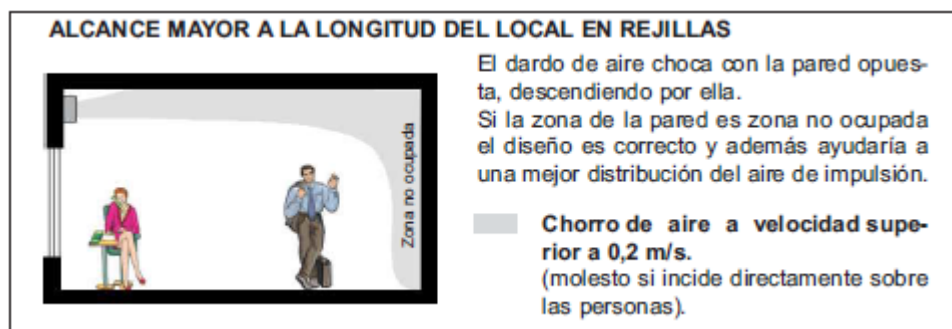 ALCANCE MAYOR A LA LONGITUD DEL LOCAL EN REJILLAS
El dardo de aire choca con la pared opues-
ta, descendiendo por ella.
Si la zona de la pared es zona no ocupada
el diseño es correcto y además ayudaría a
una mejor distribución del aire de impulsión.
Zona no ocupada
Chorro de aire a velocidad supe-
rior a 0,2 m/s.
(molesto si incide directamente sobre
las personas).